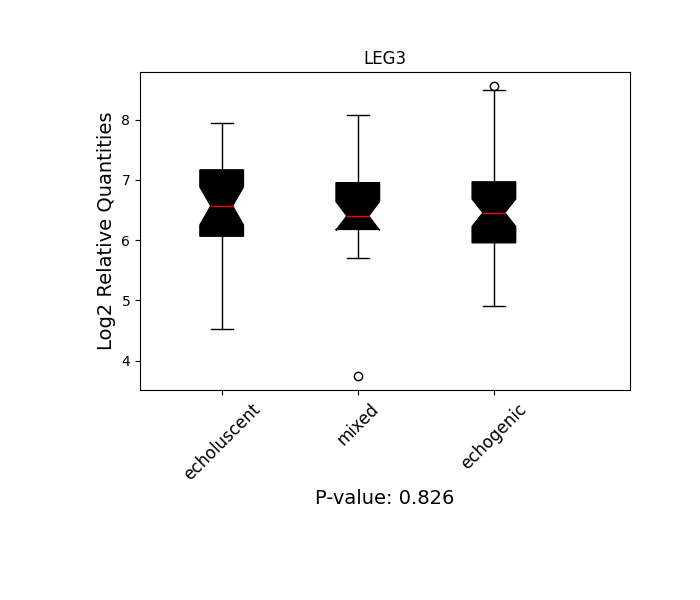 LEG3
Log2 Relative Quantities
8
7
6
5
4
echoluscent
mixed
echogenic
P-value: 0.826